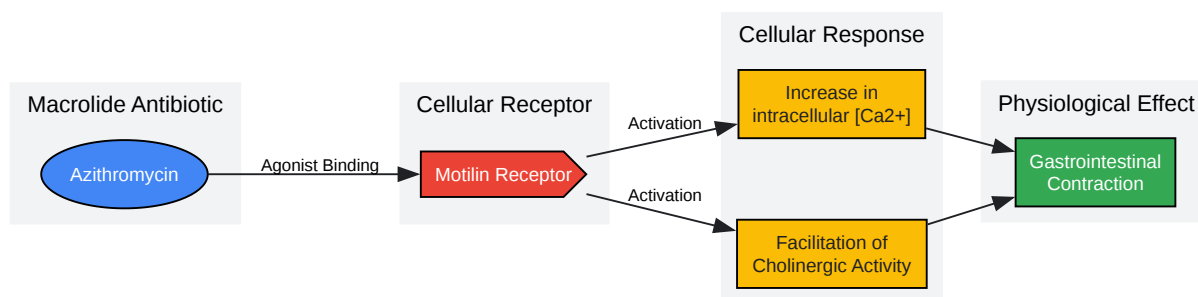 Macrolide Antibiotic
Azithromycin
Agonist Binding
Cellular Receptor
Motilin Receptor
Activation
Activation
Cellular Response
Increase in
intracellular [Ca2+]
Facilitation of
Cholinergic Activity
Physiological Effect
Gastrointestinal
Contraction